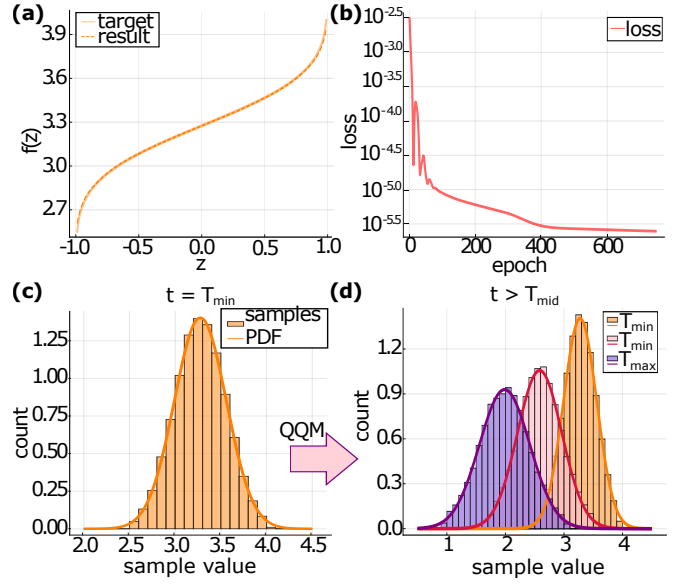 (a)
target
result
3.9
3.6
3.3
3.0
2.7
f(z)
-1.0 -0.5 0.0 0.5 1.0
z
(b)
loss
10^-2.5
10^-3.0
10^-3.5
10^-4.0
10^-4.5
10^-5.0
10^-5.5
loss
0 200 400 600
epoch
(c)
t = T_min
samples
PDF
1.25
1.00
0.75
0.50
0.25
0.00
count
2.0 2.5 3.0 3.5 4.0 4.5
sample value
QQM
(d)
t > T_mid
T_min
T_min
T_max
1.2
0.9
0.6
0.3
0.0
count
1 2 3 4
sample value